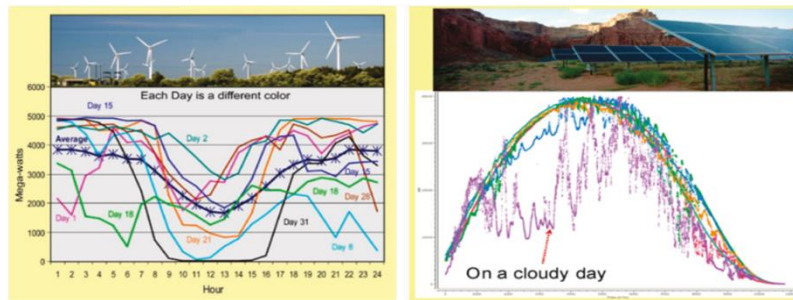 Each Day is a different color
6000
5000
4000
3000
2000
1000
0
Mega-watts
Day 15
Average
Day 2
Day 15
Day 1
Day 18
Day 18
Day 28
Day 31
Day 21
Day 8
1 2 3 4 5 6 7 8 9 10 11 12 13 14 15 16 17 18 19 20 21 22 23 24
Hour
On a cloudy day